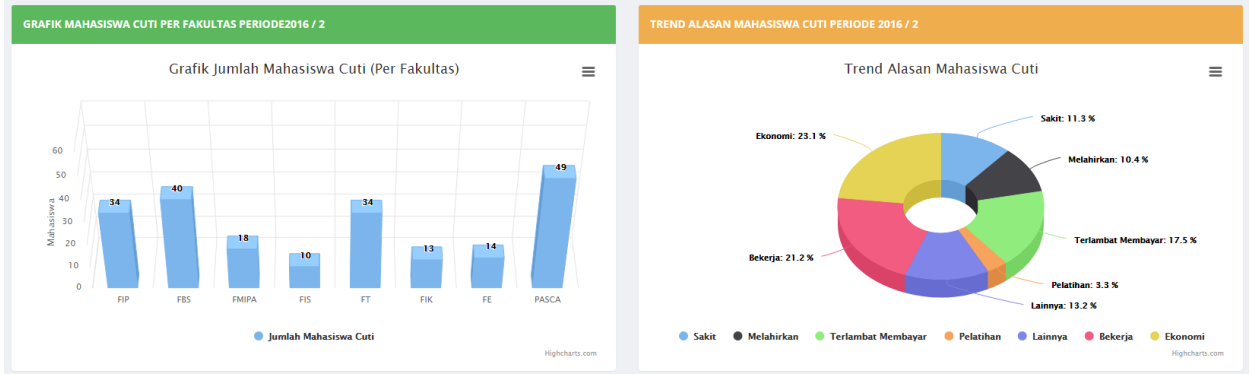 GRAFIK MAHASISWA CUTI PER FAKULTAS PERIODE2016 / 2
Grafik Jumlah Mahasiswa Cuti (Per Fakultas)
Mahasiswa
60
50
40
30
20
10
0
34
40
18
10
34
13
14
49
FIP
FBS
FMIPA
FIS
FT
FIK
FE
PASCA
Jumlah Mahasiswa Cuti
Highcharts.com
TREND ALASAN MAHASISWA CUTI PERIODE 2016 / 2
Trend Alasan Mahasiswa Cuti
Sakit: 11.3 %
Ekonomi: 23.1 %
Melahirkan: 10.4 %
Terlambat Membayar: 17.5 %
Bekerja: 21.2 %
Pelatihan: 3.3 %
Lainnya: 13.2 %
Sakit
Melahirkan
Terlambat Membayar
Pelatihan
Lainnya
Bekerja
Ekonomi
Highcharts.com